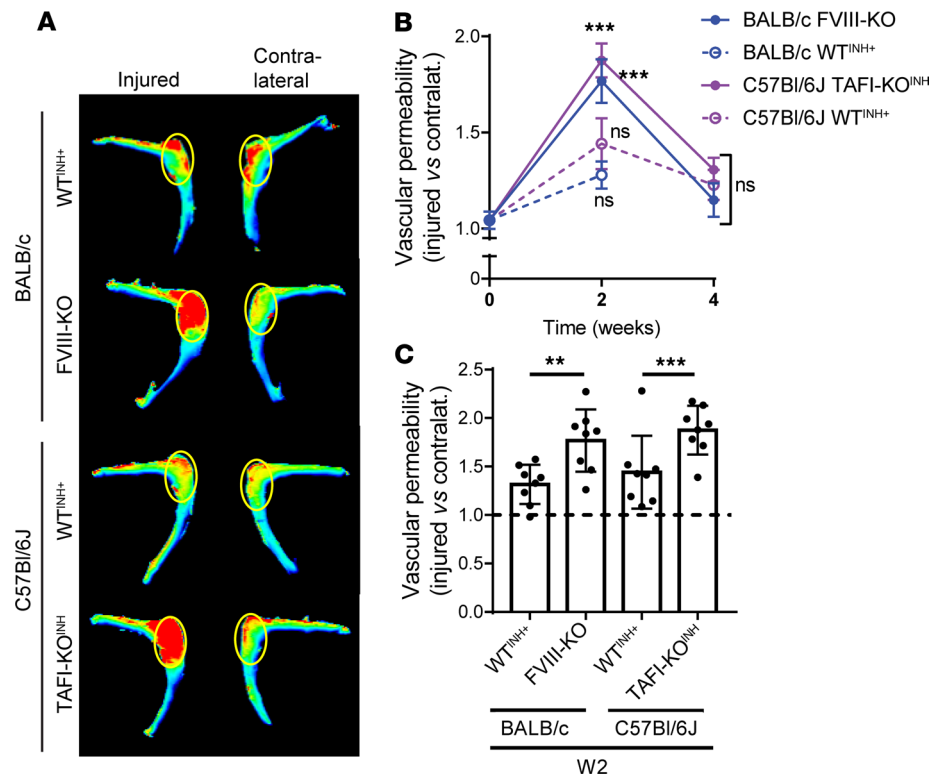 A
Injured
Contra-
lateral
BALB/c
WT^INH+
FVIII-KO
C57Bl/6J
WT^INH+
TAFI-KO^INH
B
Vascular permeability
(injured vs contralat.)
2.0
1.5
1.0
0
0
2
4
Time (weeks)
***
***
ns
ns
ns
BALB/c FVIII-KO
BALB/c WT^INH+
C57Bl/6J TAFI-KO^INH
C57Bl/6J WT^INH+
C
Vascular permeability
(injured vs contralat.)
2.5
2.0
1.5
1.0
0.5
0.0
**
***
WT^INH+
FVIII-KO
WT^INH+
TAFI-KO^INH
BALB/c
C57Bl/6J
W2